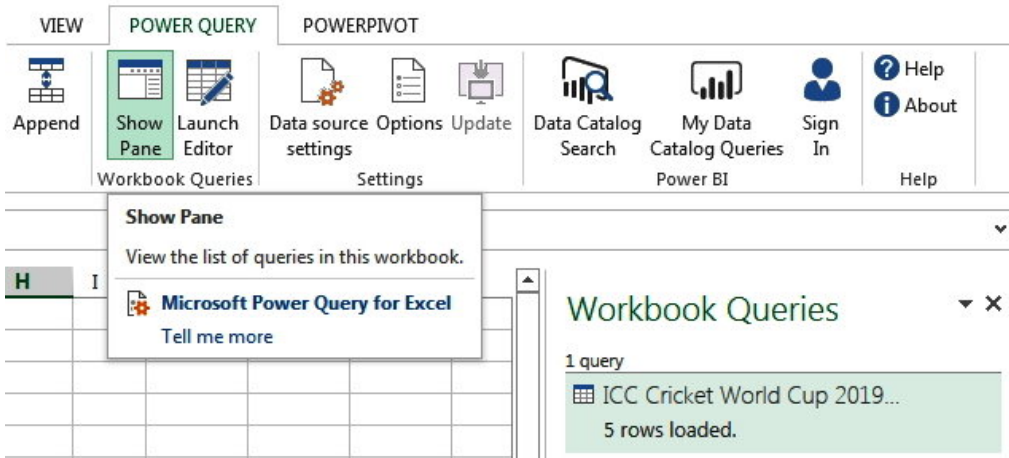 VIEW POWER QUERY POWERPIVOT
Append
Show Pane
Launch Editor
Workbook Queries
Data source settings
Options
Update
Settings
Data Catalog Search
My Data Catalog Queries
Sign In
Power BI
Help
About
Help
Show Pane
View the list of queries in this workbook.
Microsoft Power Query for Excel
Tell me more
H I
Workbook Queries
1 query
ICC Cricket World Cup 2019...
5 rows loaded.